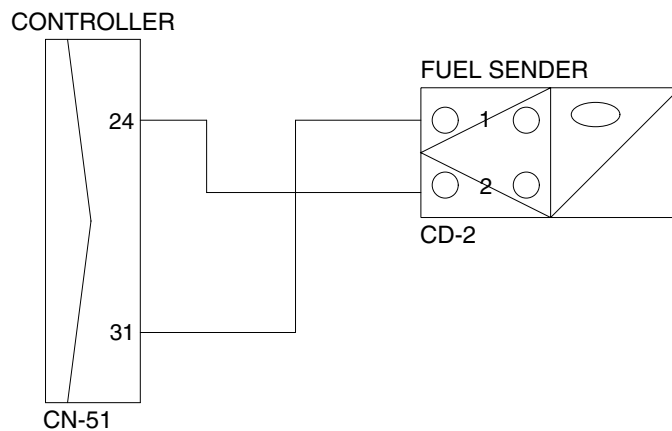 CONTROLLER
FUEL SENDER
24
1
2
CD-2
31
CN-51